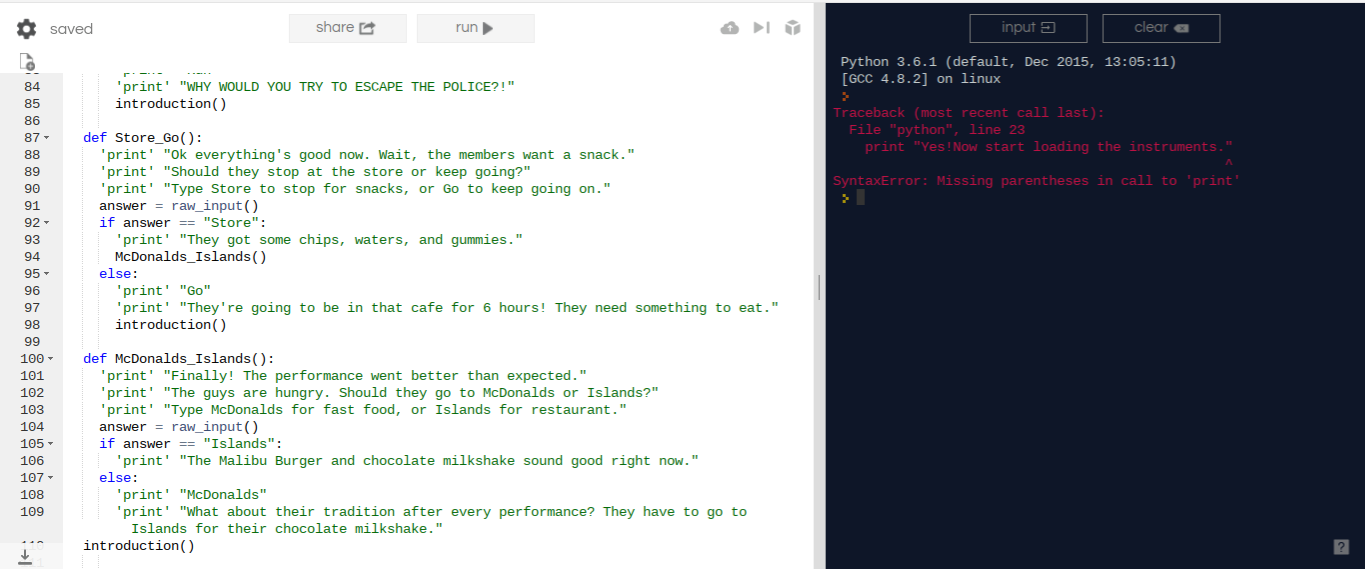 saved
share
run
input
clear
84 'print' "WHY WOULD YOU TRY TO ESCAPE THE POLICE?!"
85 introduction()
86
87 def Store_Go():
88 'print' "Ok everything's good now. Wait, the members want a snack."
89 'print' "Should they stop at the store or keep going?"
90 'print' "Type Store to stop for snacks, or Go to keep going on."
91 answer = raw_input()
92 if answer == "Store":
93 'print' "They got some chips, waters, and gummies."
94 McDonalds_Islands()
95 else:
96 'print' "Go"
97 'print' "They're going to be in that cafe for 6 hours! They need something to eat."
98 introduction()
99
100 def McDonalds_Islands():
101 'print' "Finally! The performance went better than expected."
102 'print' "The guys are hungry. Should they go to McDonalds or Islands?"
103 'print' "Type McDonalds for fast food, or Islands for restaurant."
104 answer = raw_input()
105 if answer == "Islands":
106 'print' "The Malibu Burger and chocolate milkshake sound good right now."
107 else:
108 'print' "McDonalds"
109 'print' "What about their tradition after every performance? They have to go to
Islands for their chocolate milkshake."
110 introduction()
Python 3.6.1 (default, Dec 2015, 13:05:11)
[GCC 4.8.2] on linux
Traceback (most recent call last):
File "python", line 23
print "Yes!Now start loading the instruments."
^
SyntaxError: Missing parentheses in call to 'print'
?